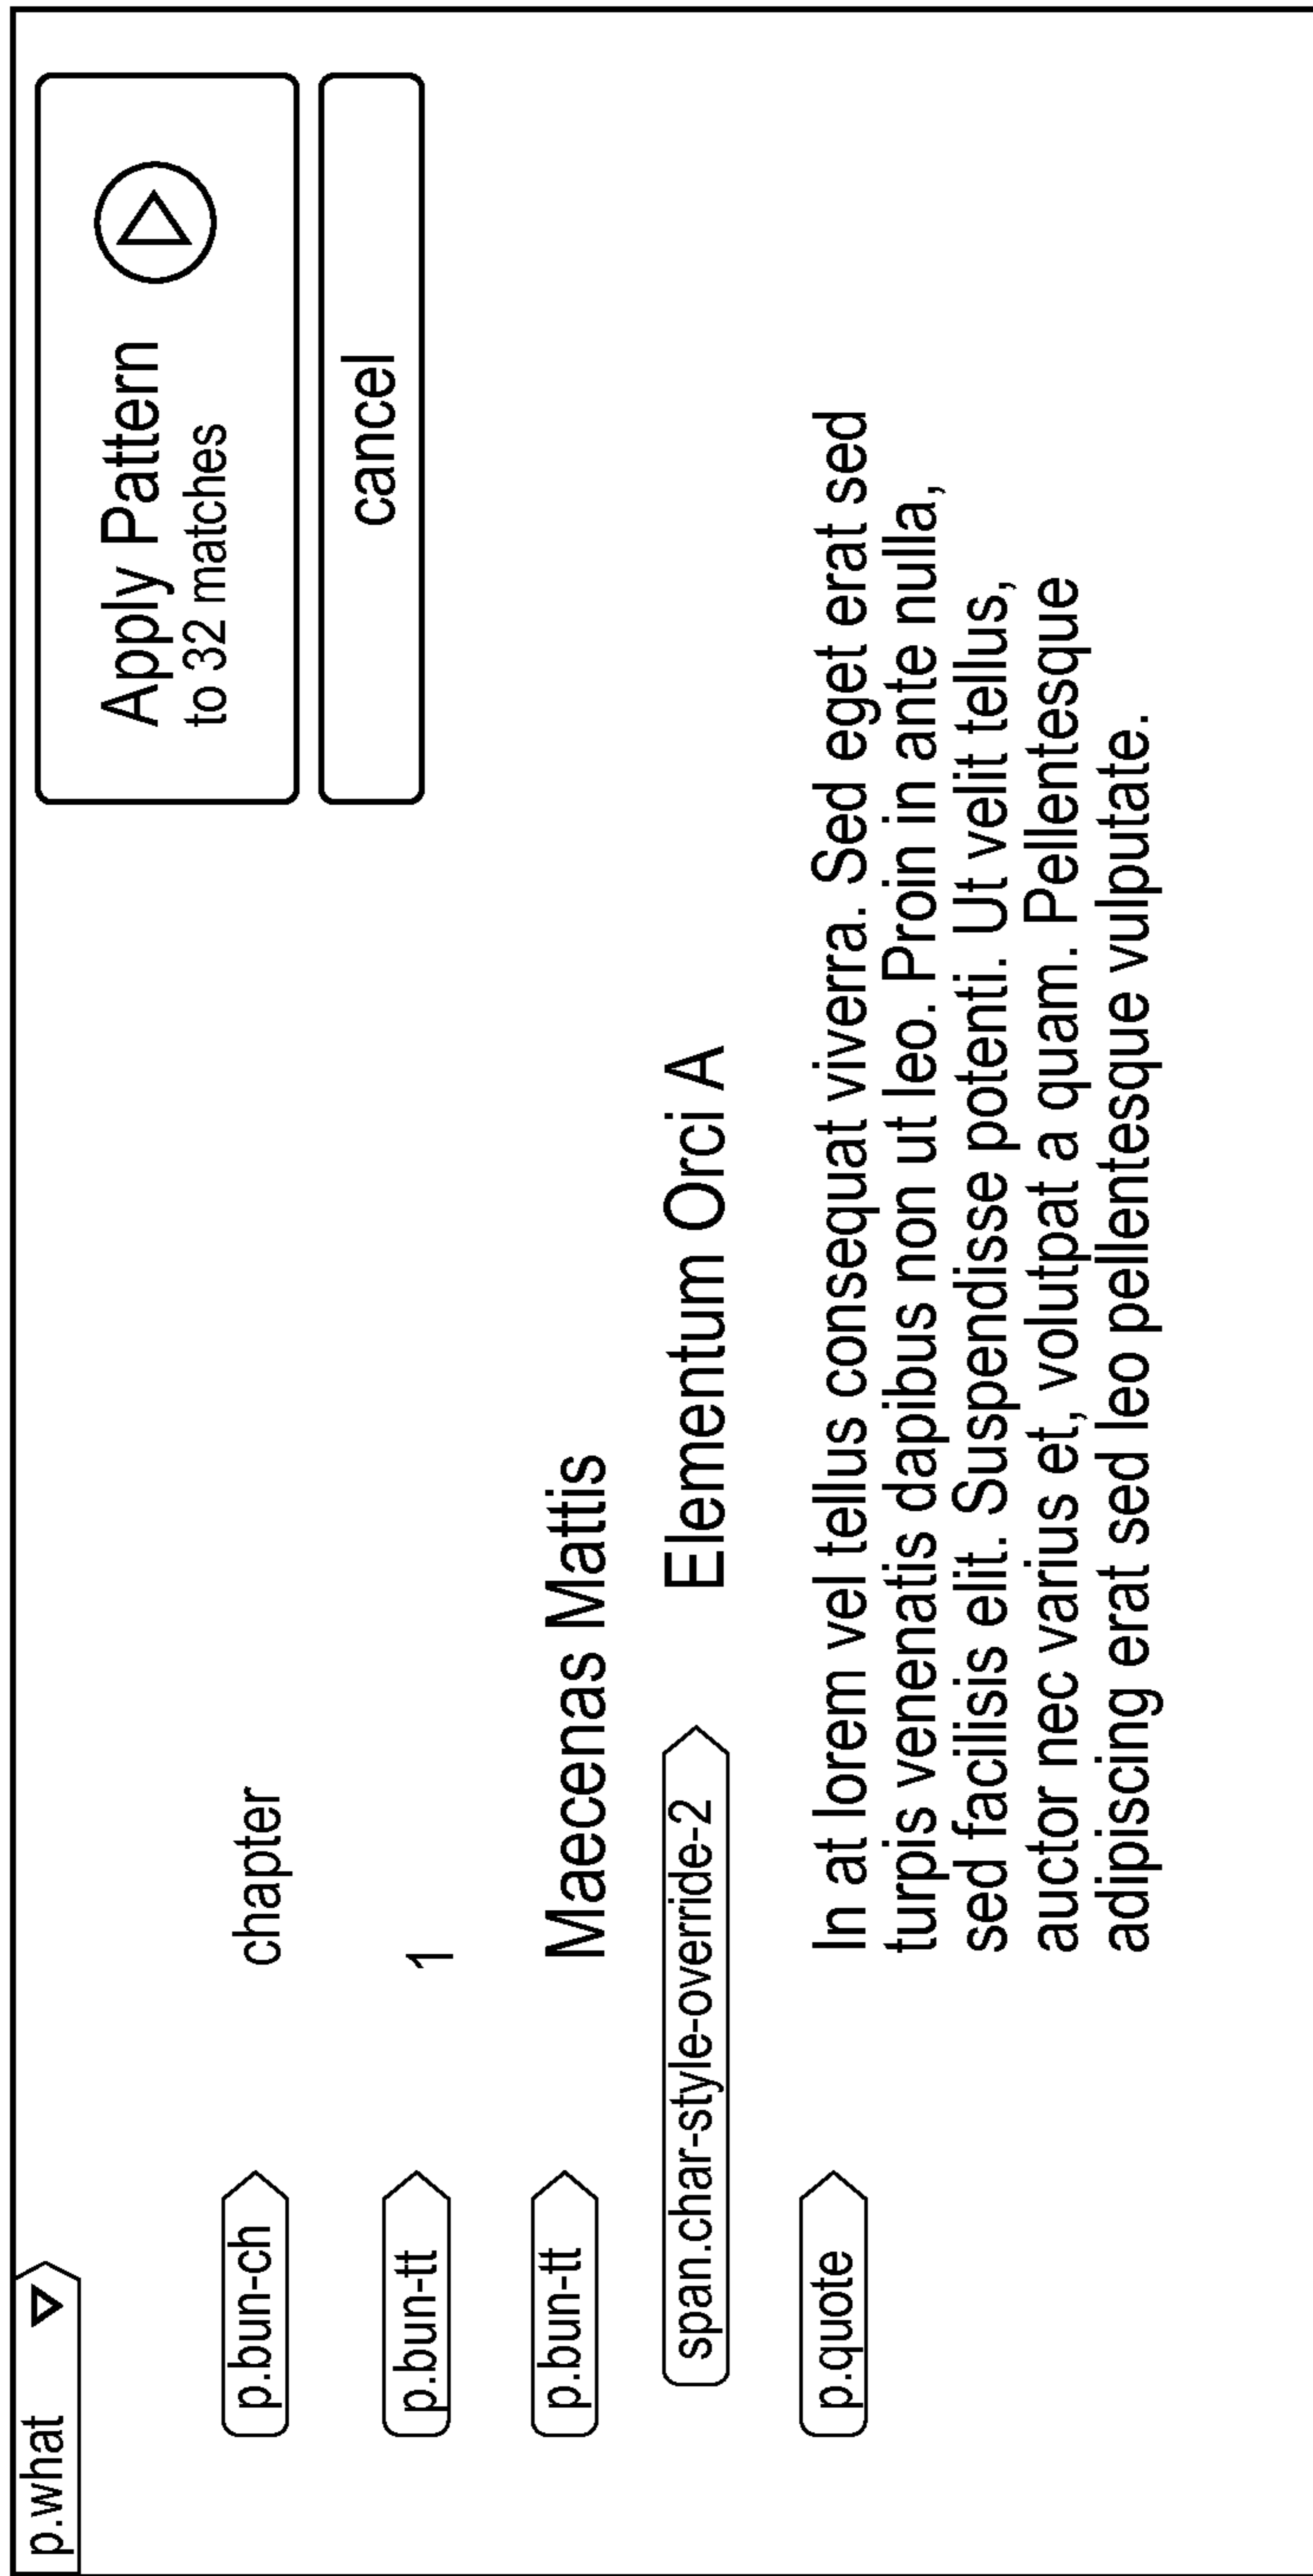 p.what
Apply Pattern
to 32 matches
cancel
p.bun-ch
chapter
p.bun-tt
1
p.bun-tt
Maecenas Mattis
span.char-style-override-2
Elementum Orci A
p.quote
In at lorem vel tellus consequat viverra. Sed eget erat sed
turpis venenatis dapibus non ut leo. Proin in ante nulla,
sed facilisis elit. Suspendisse potenti. Ut velit tellus,
auctor nec varius et, volutpat a quam. Pellentesque
adipiscing erat sed leo pellentesque vulputate.